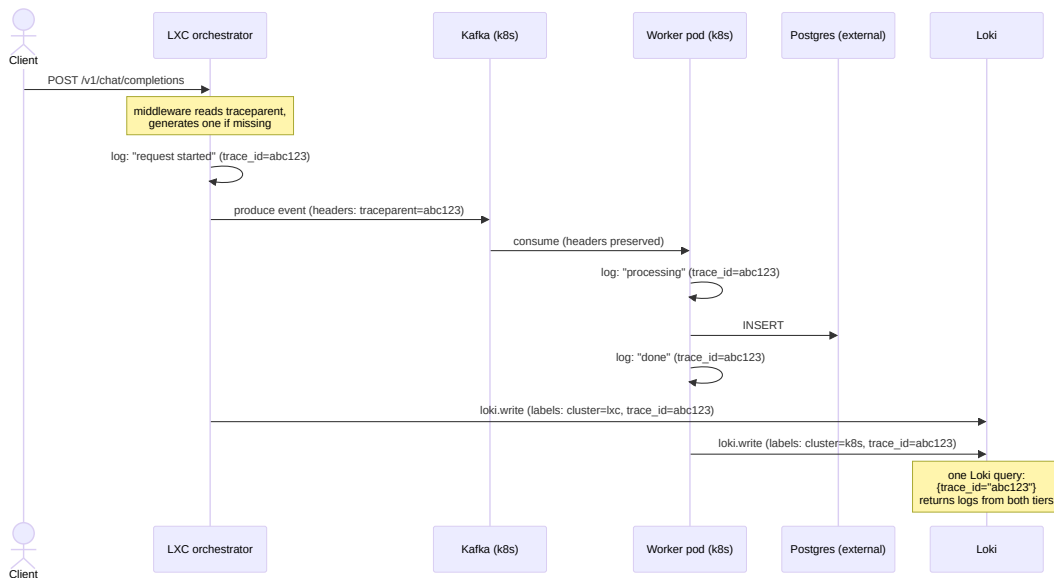 Client
LXC orchestrator
Kafka (k8s)
Worker pod (k8s)
Postgres (external)
Loki
POST /v1/chat/completions
middleware reads traceparent,
generates one if missing
log: "request started" (trace_id=abc123)
produce event (headers: traceparent=abc123)
consume (headers preserved)
log: "processing" (trace_id=abc123)
INSERT
log: "done" (trace_id=abc123)
loki.write (labels: cluster=lxc, trace_id=abc123)
loki.write (labels: cluster=k8s, trace_id=abc123)
one Loki query:
{trace_id="abc123"}
returns logs from both tiers
Client
LXC orchestrator
Kafka (k8s)
Worker pod (k8s)
Postgres (external)
Loki